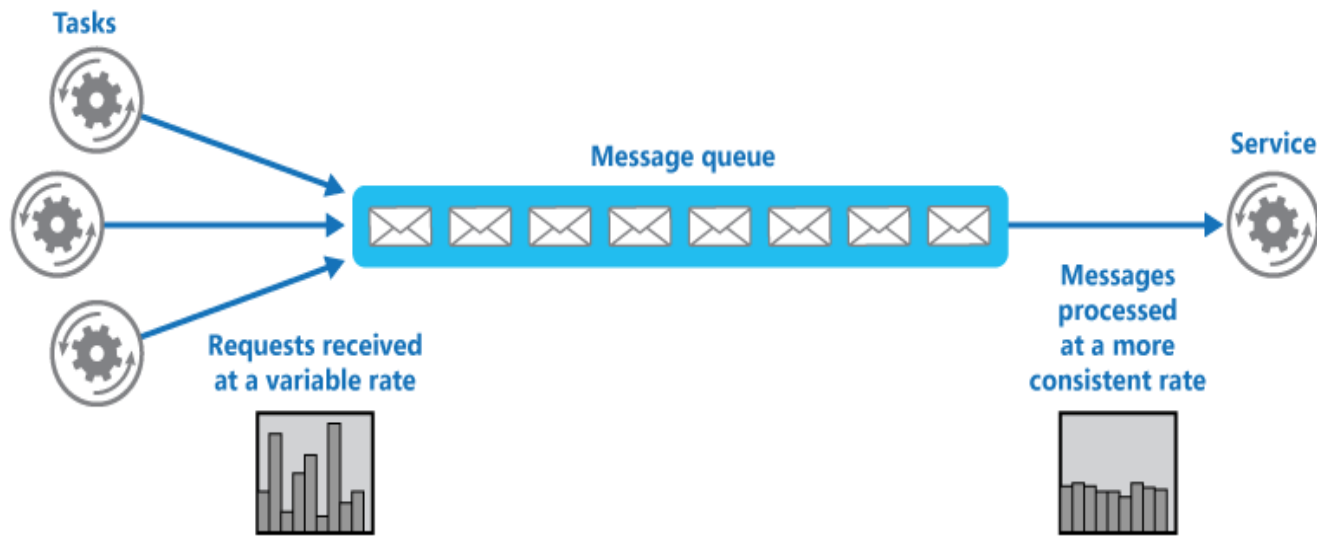 Tasks
Message queue
Service
Requests received
at a variable rate
Messages
processed
at a more
consistent rate